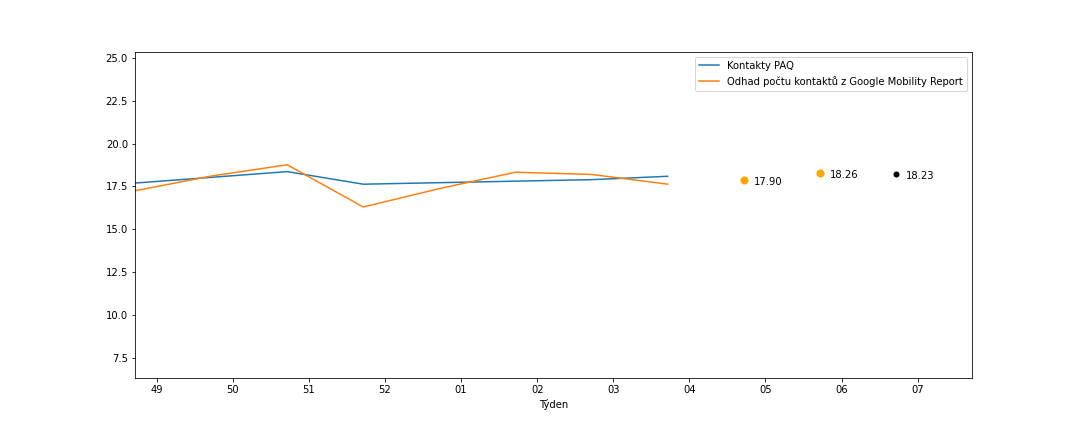 25.0
22.5
20.0
17.5
15.0
12.5
10.0
7.5
Kontakty PAQ
Odhad počtu kontaktů z Google Mobility Report
17.90
18.26
18.23
49 50 51 52 01 02 03 04 05 06 07
Týden